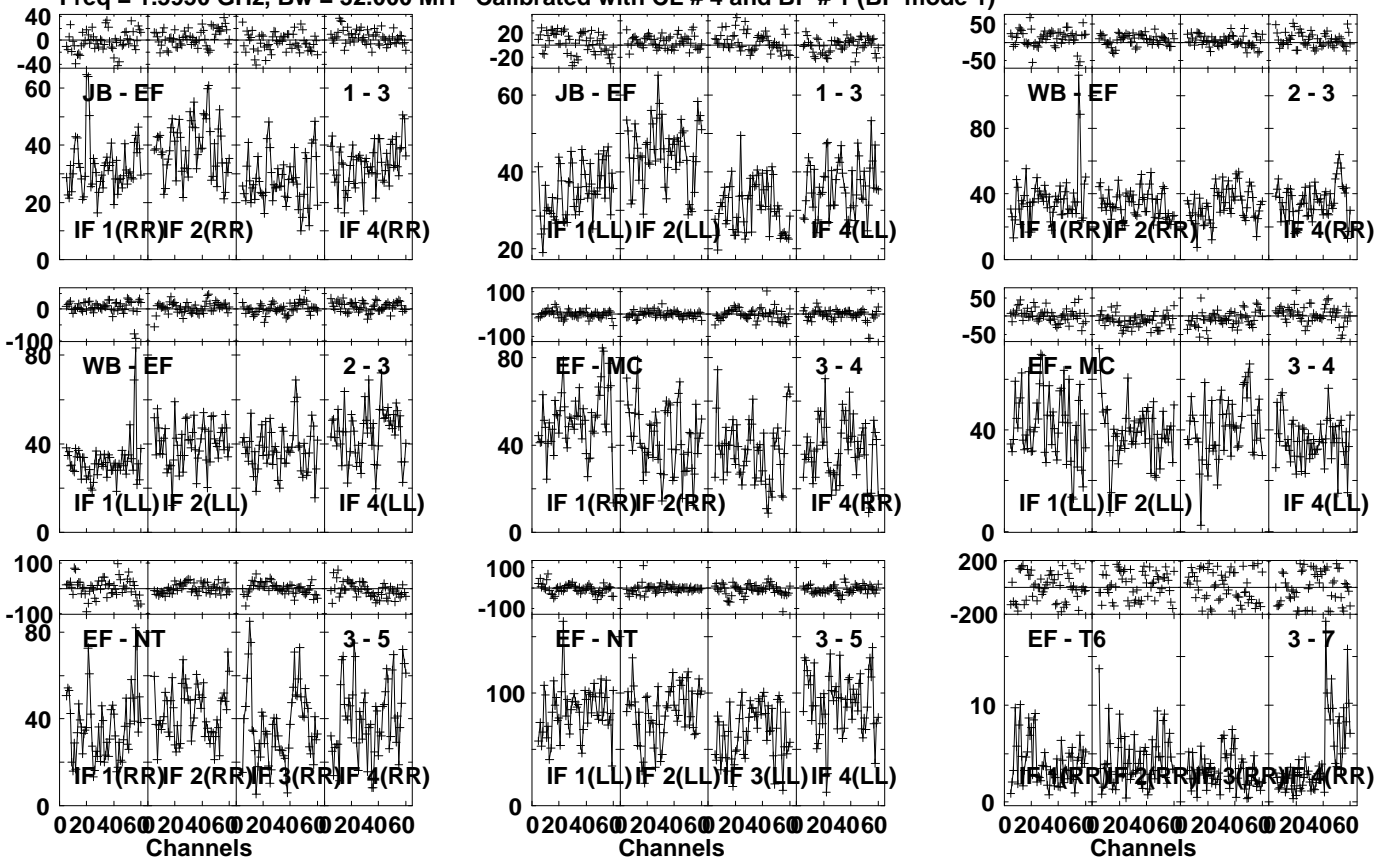 Calibrated with CL # 4 and BP # 1 (BP mode 1)
40
0
-40
JB - EF 1 - 3
60
40
20
0
IF 1(RR) IF 2(RR) IF 4(RR)
20
-20
JB - EF 1 - 3
60
40
20
IF 1(LL) IF 2(LL) IF 4(LL)
50
-50
WB - EF 2 - 3
80
40
0
IF 1(RR) IF 2(RR) IF 4(RR)
0
-100
WB - EF 2 - 3
80
40
0
IF 1(LL) IF 2(LL) IF 4(LL)
100
-100
EF - MC 3 - 4
80
40
0
IF 1(RR) IF 2(RR) IF 4(RR)
50
-50
EF - MC 3 - 4
40
0
IF 1(LL) IF 2(LL) IF 4(LL)
100
-100
EF - NT 3 - 5
80
40
0
IF 1(RR) IF 2(RR) IF 3(RR) IF 4(RR)
0 20 40 60 0 20 40 60 0 20 40 60 0 20 40 60
Channels
100
-100
EF - NT 3 - 5
100
0
IF 1(LL) IF 2(LL) IF 3(LL) IF 4(LL)
0 20 40 60 0 20 40 60 0 20 40 60 0 20 40 60
Channels
200
-200
EF - T6 3 - 7
10
0
IF 1(RR) IF 2(RR) IF 3(RR) IF 4(RR)
0 20 40 60 0 20 40 60 0 20 40 60 0 20 40 60
Channels